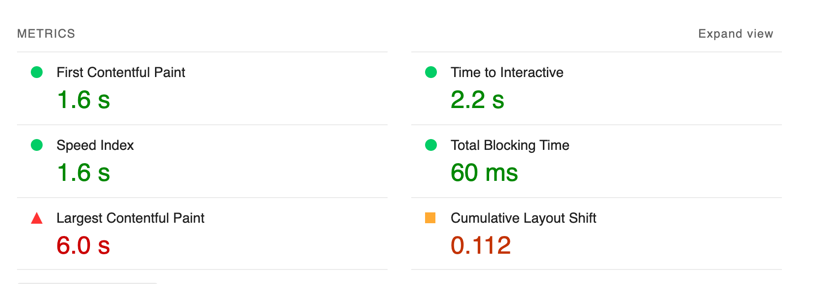 METRICS
Expand view
First Contentful Paint
1.6 s
Time to Interactive
2.2 s
Speed Index
1.6 s
Total Blocking Time
60 ms
Largest Contentful Paint
6.0 s
Cumulative Layout Shift
0.112